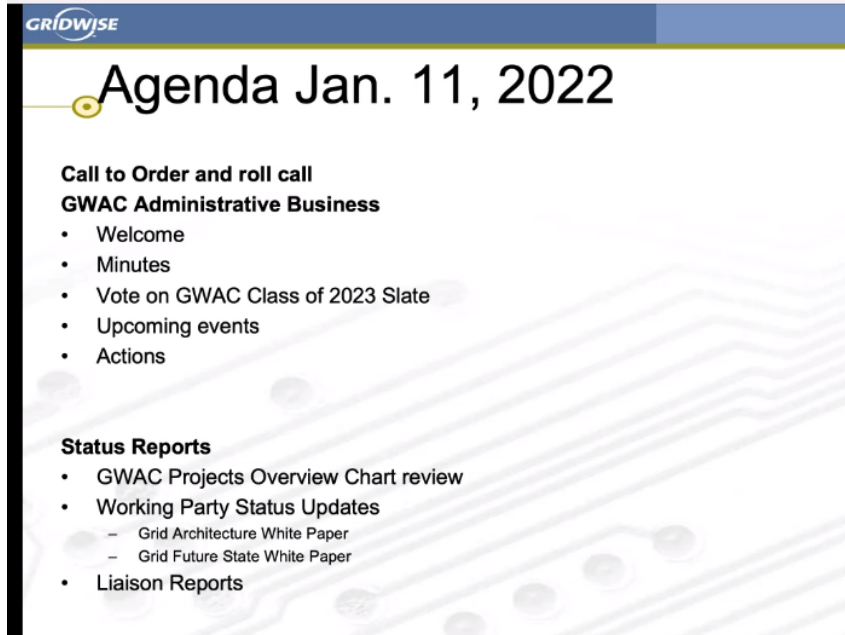 GRIDWISE
Agenda Jan. 11, 2022
Call to Order and roll call
GWAC Administrative Business
• Welcome
• Minutes
• Vote on GWAC Class of 2023 Slate
• Upcoming events
• Actions
Status Reports
• GWAC Projects Overview Chart review
• Working Party Status Updates
– Grid Architecture White Paper
– Grid Future State White Paper
• Liaison Reports